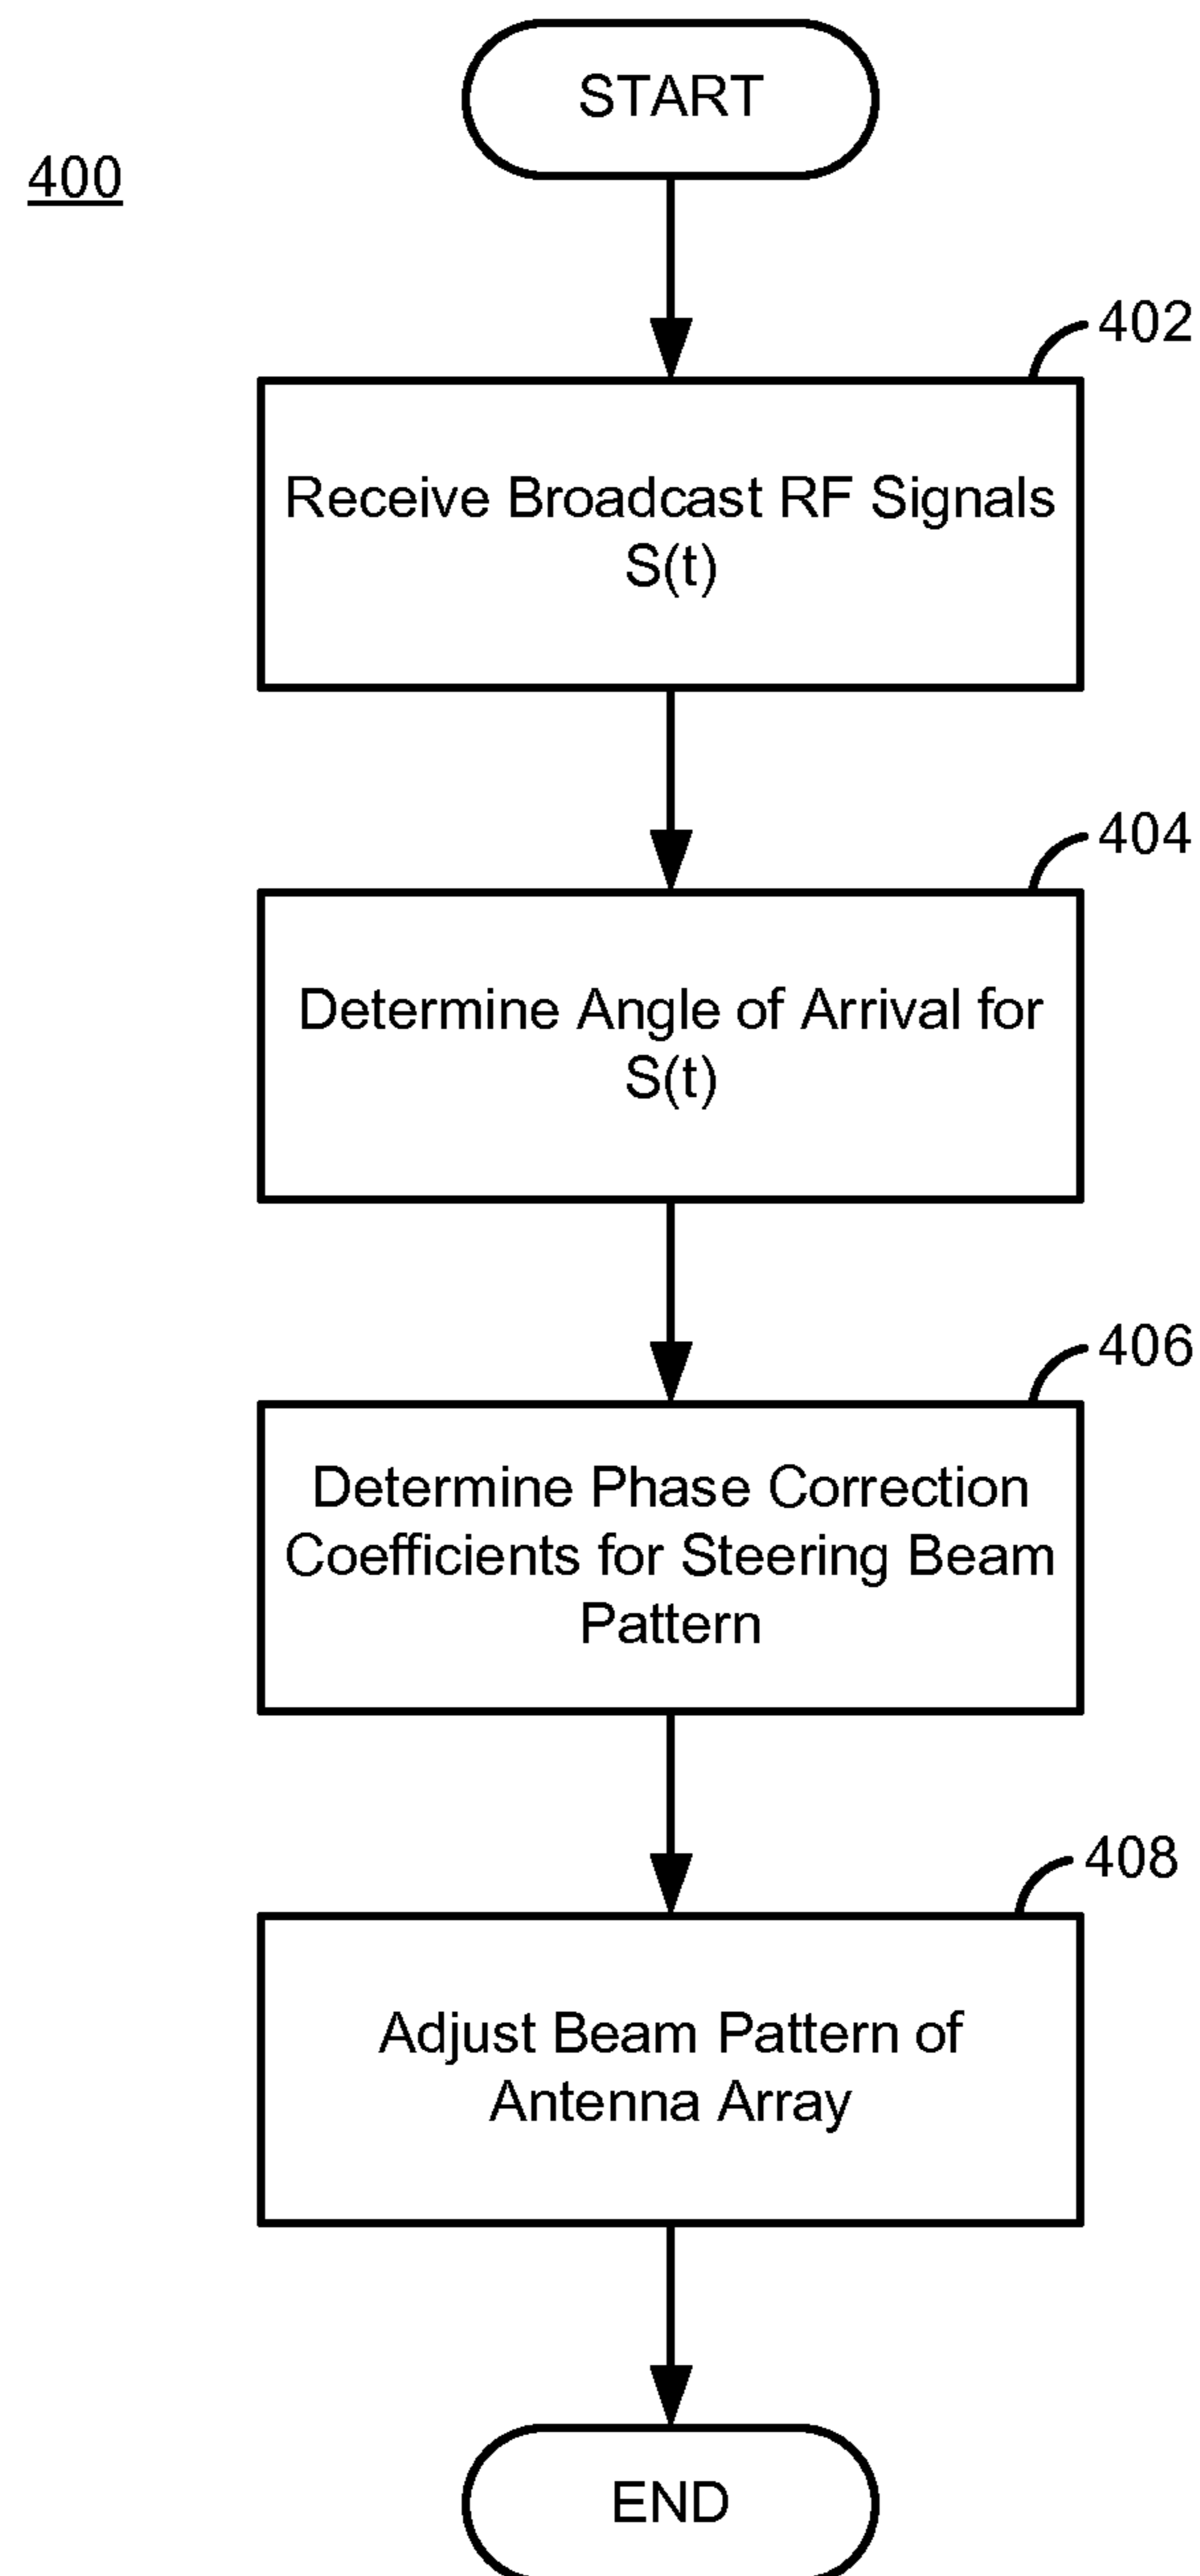 START
400
402
Receive Broadcast RF Signals
S(t)
404
Determine Angle of Arrival for
S(t)
406
Determine Phase Correction
Coefficients for Steering Beam
Pattern
408
Adjust Beam Pattern of
Antenna Array
END